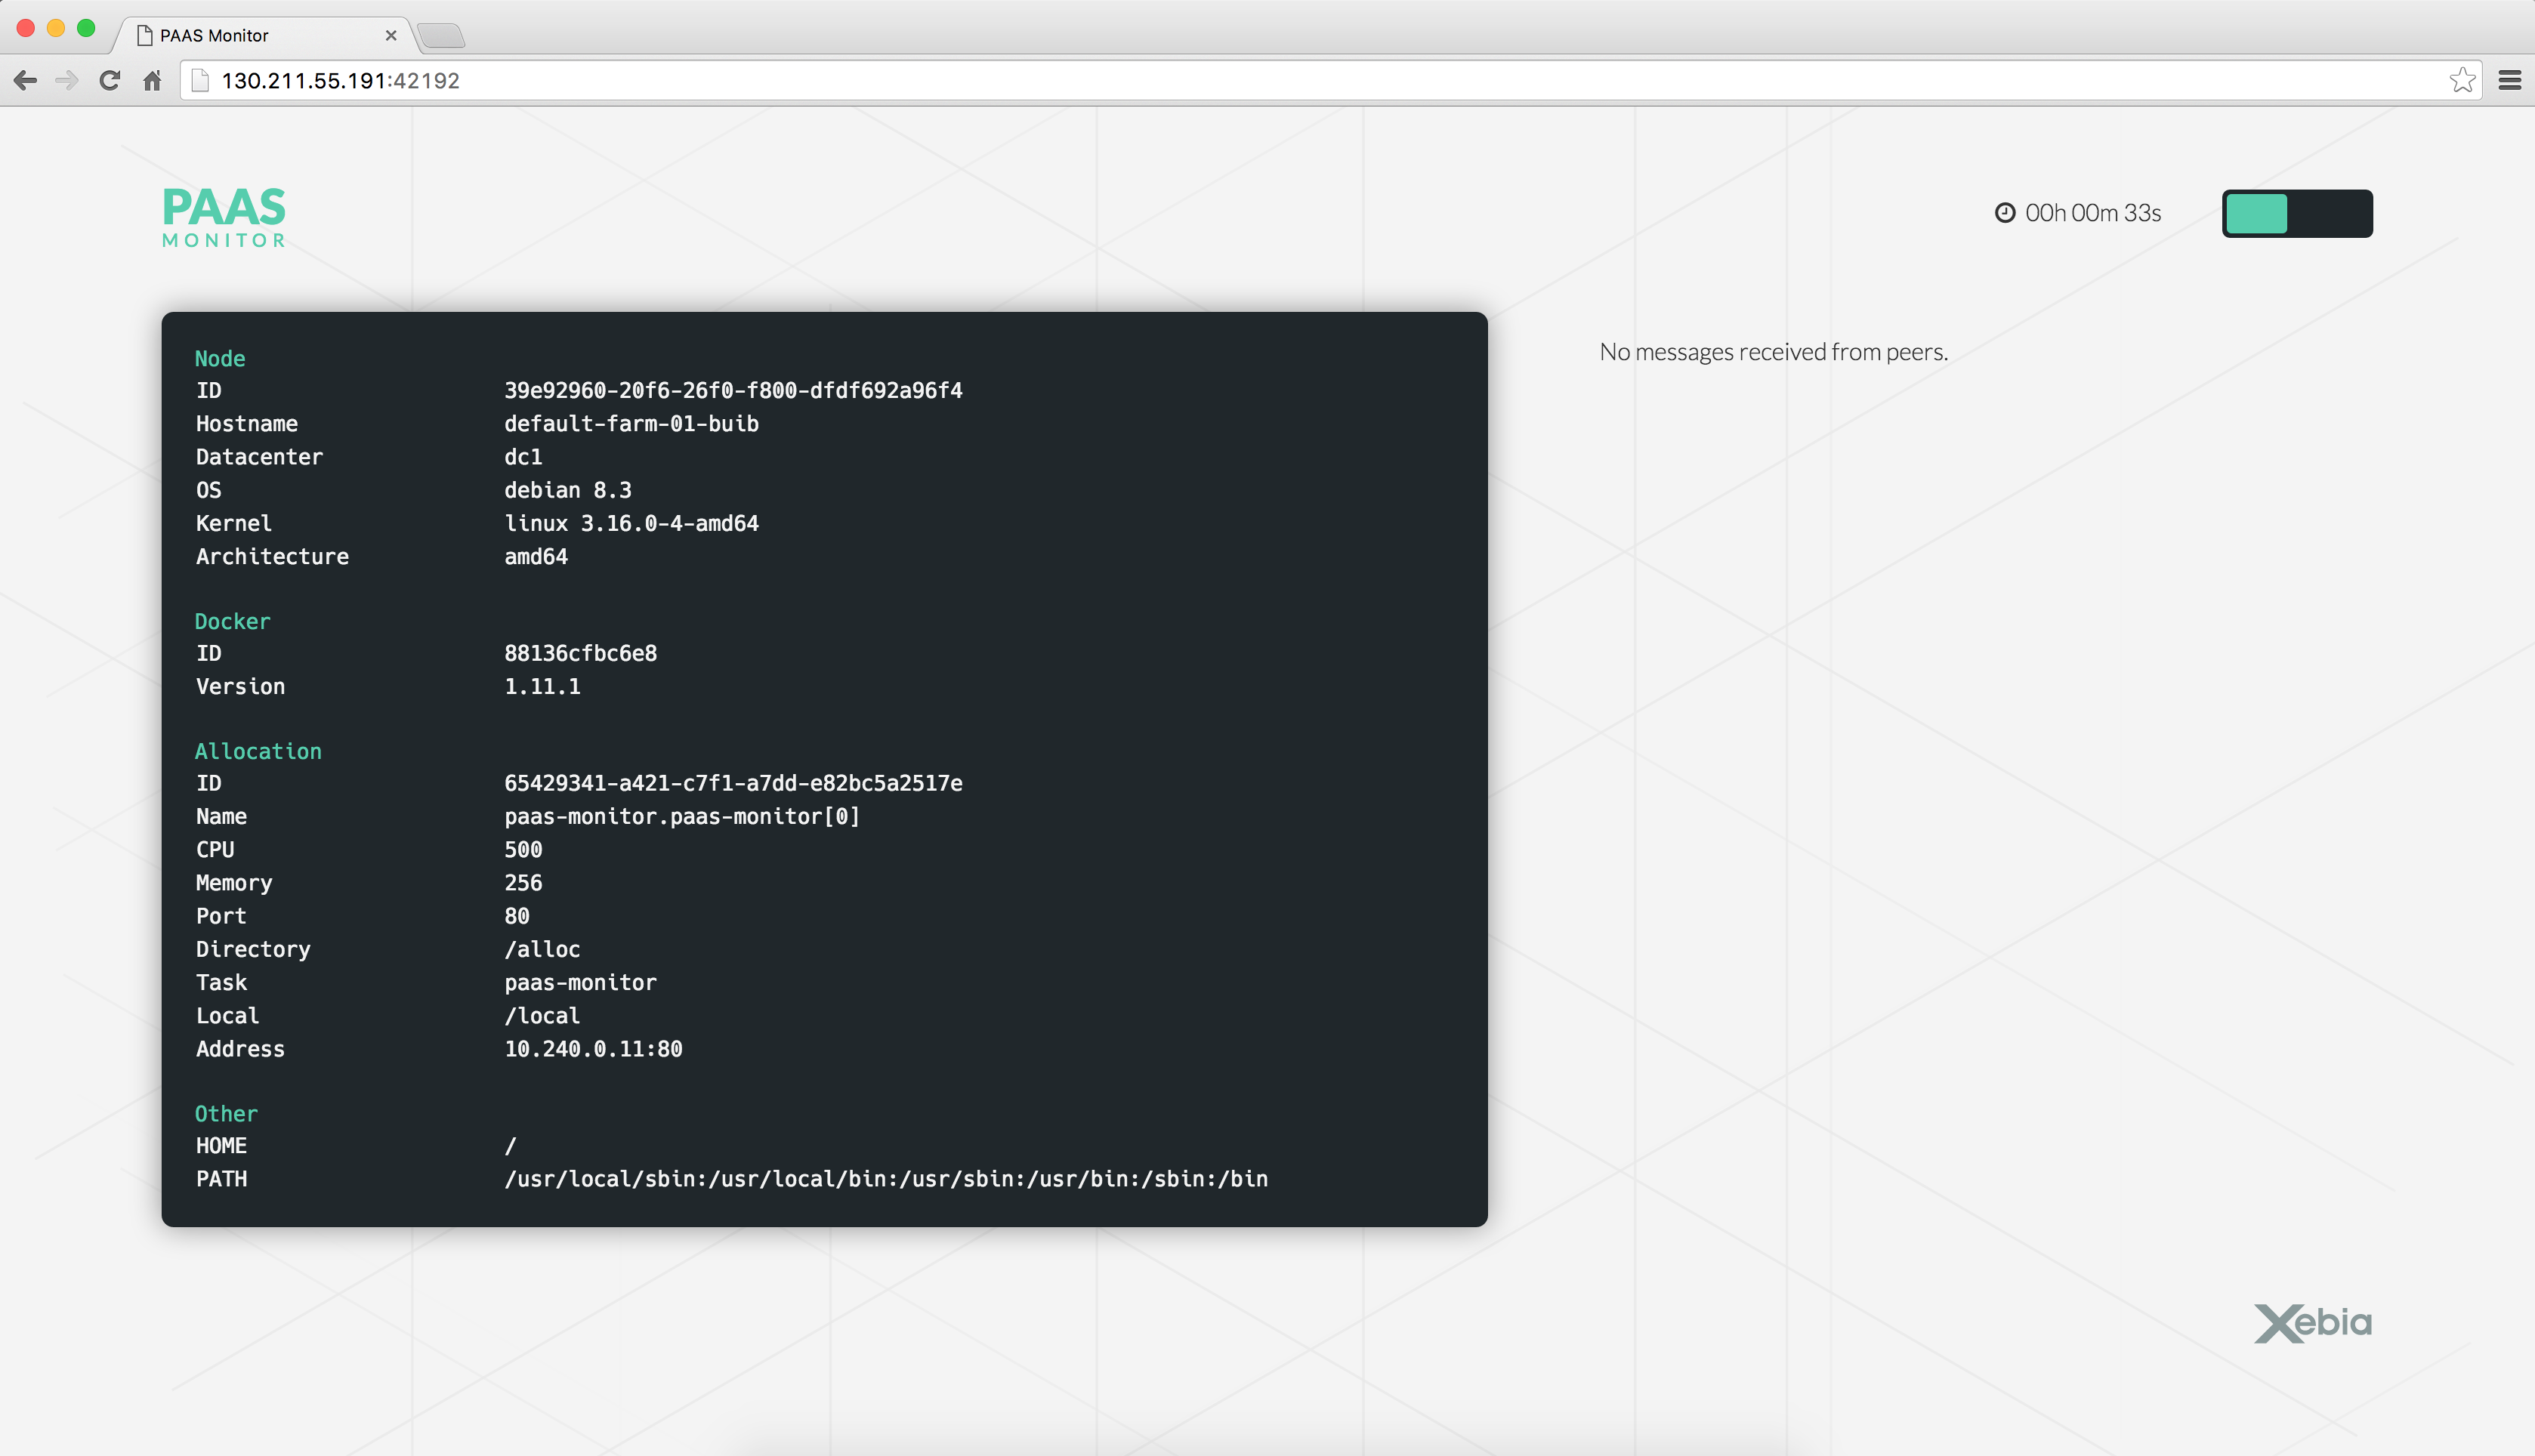 PAAS Monitor
130.211.55.191:42192
PAAS
MONITOR
00h 00m 33s
No messages received from peers.
Node
ID 39e92960-20f6-26f0-f800-dfdf692a96f4
Hostname default-farm-01-buib
Datacenter dc1
OS debian 8.3
Kernel linux 3.16.0-4-amd64
Architecture amd64
Docker
ID 88136cfbc6e8
Version 1.11.1
Allocation
ID 65429341-a421-c7f1-a7dd-e82bc5a2517e
Name paas-monitor.paas-monitor[0]
CPU 500
Memory 256
Port 80
Directory /alloc
Task paas-monitor
Local /local
Address 10.240.0.11:80
Other
HOME /
PATH /usr/local/sbin:/usr/local/bin:/usr/sbin:/usr/bin:/sbin:/bin
Xebia